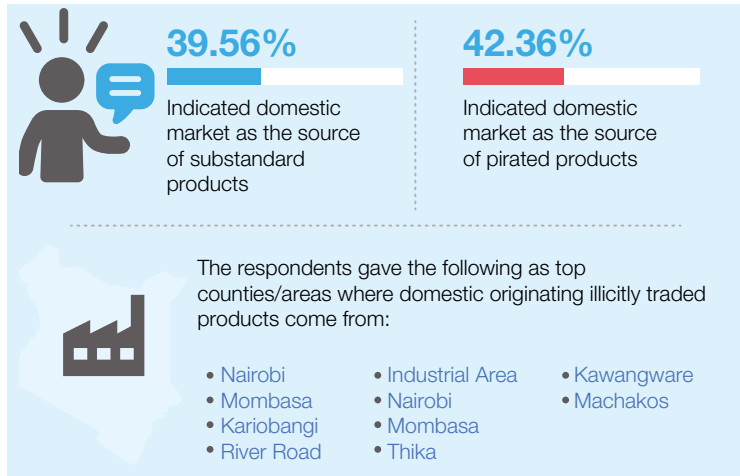 39.56%
Indicated domestic
market as the source
of substandard
products
42.36%
Indicated domestic
market as the source
of pirated products
The respondents gave the following as top
counties/areas where domestic originating illicitly traded
products come from:
• Nairobi
• Mombasa
• Kariobangi
• River Road
• Industrial Area
• Nairobi
• Mombasa
• Thika
• Kawangware
• Machakos